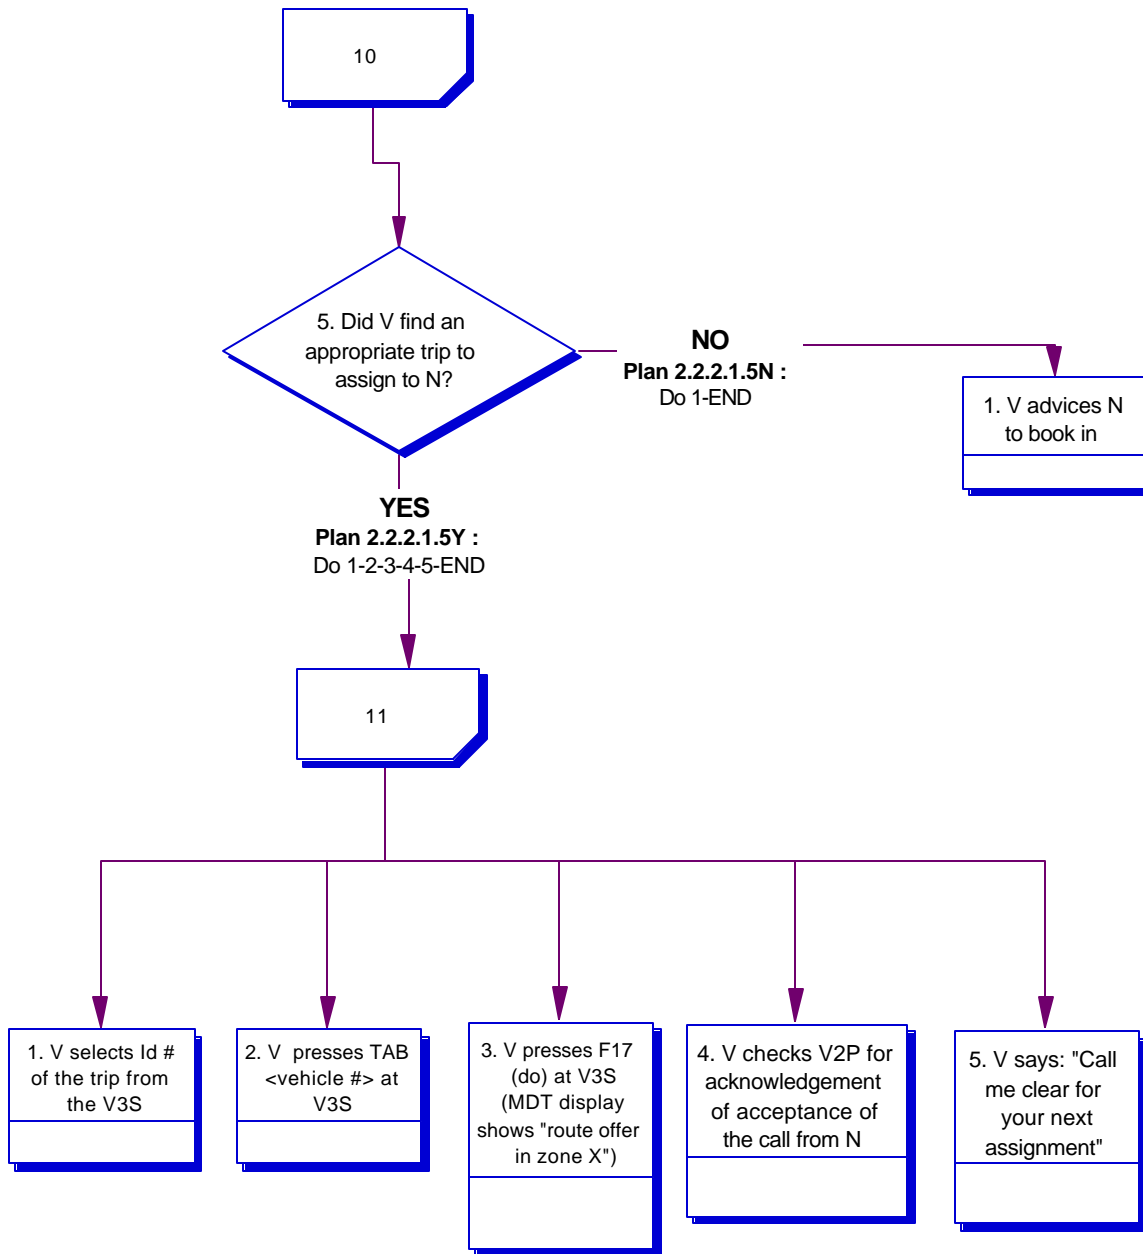 10
5. Did V find an
appropriate trip to
assign to N?
NO
Plan 2.2.2.1.5N :
Do 1-END
1. V advices N
to book in
YES
Plan 2.2.2.1.5Y :
Do 1-2-3-4-5-END
11
1. V selects Id #
of the trip from
the V3S
2. V presses TAB
<vehicle #> at
V3S
3. V presses F17
(do) at V3S
(MDT display
shows "route offer
in zone X")
4. V checks V2P for
acknowledgement
of acceptance of
the call from N
5. V says: "Call
me clear for
your next
assignment"